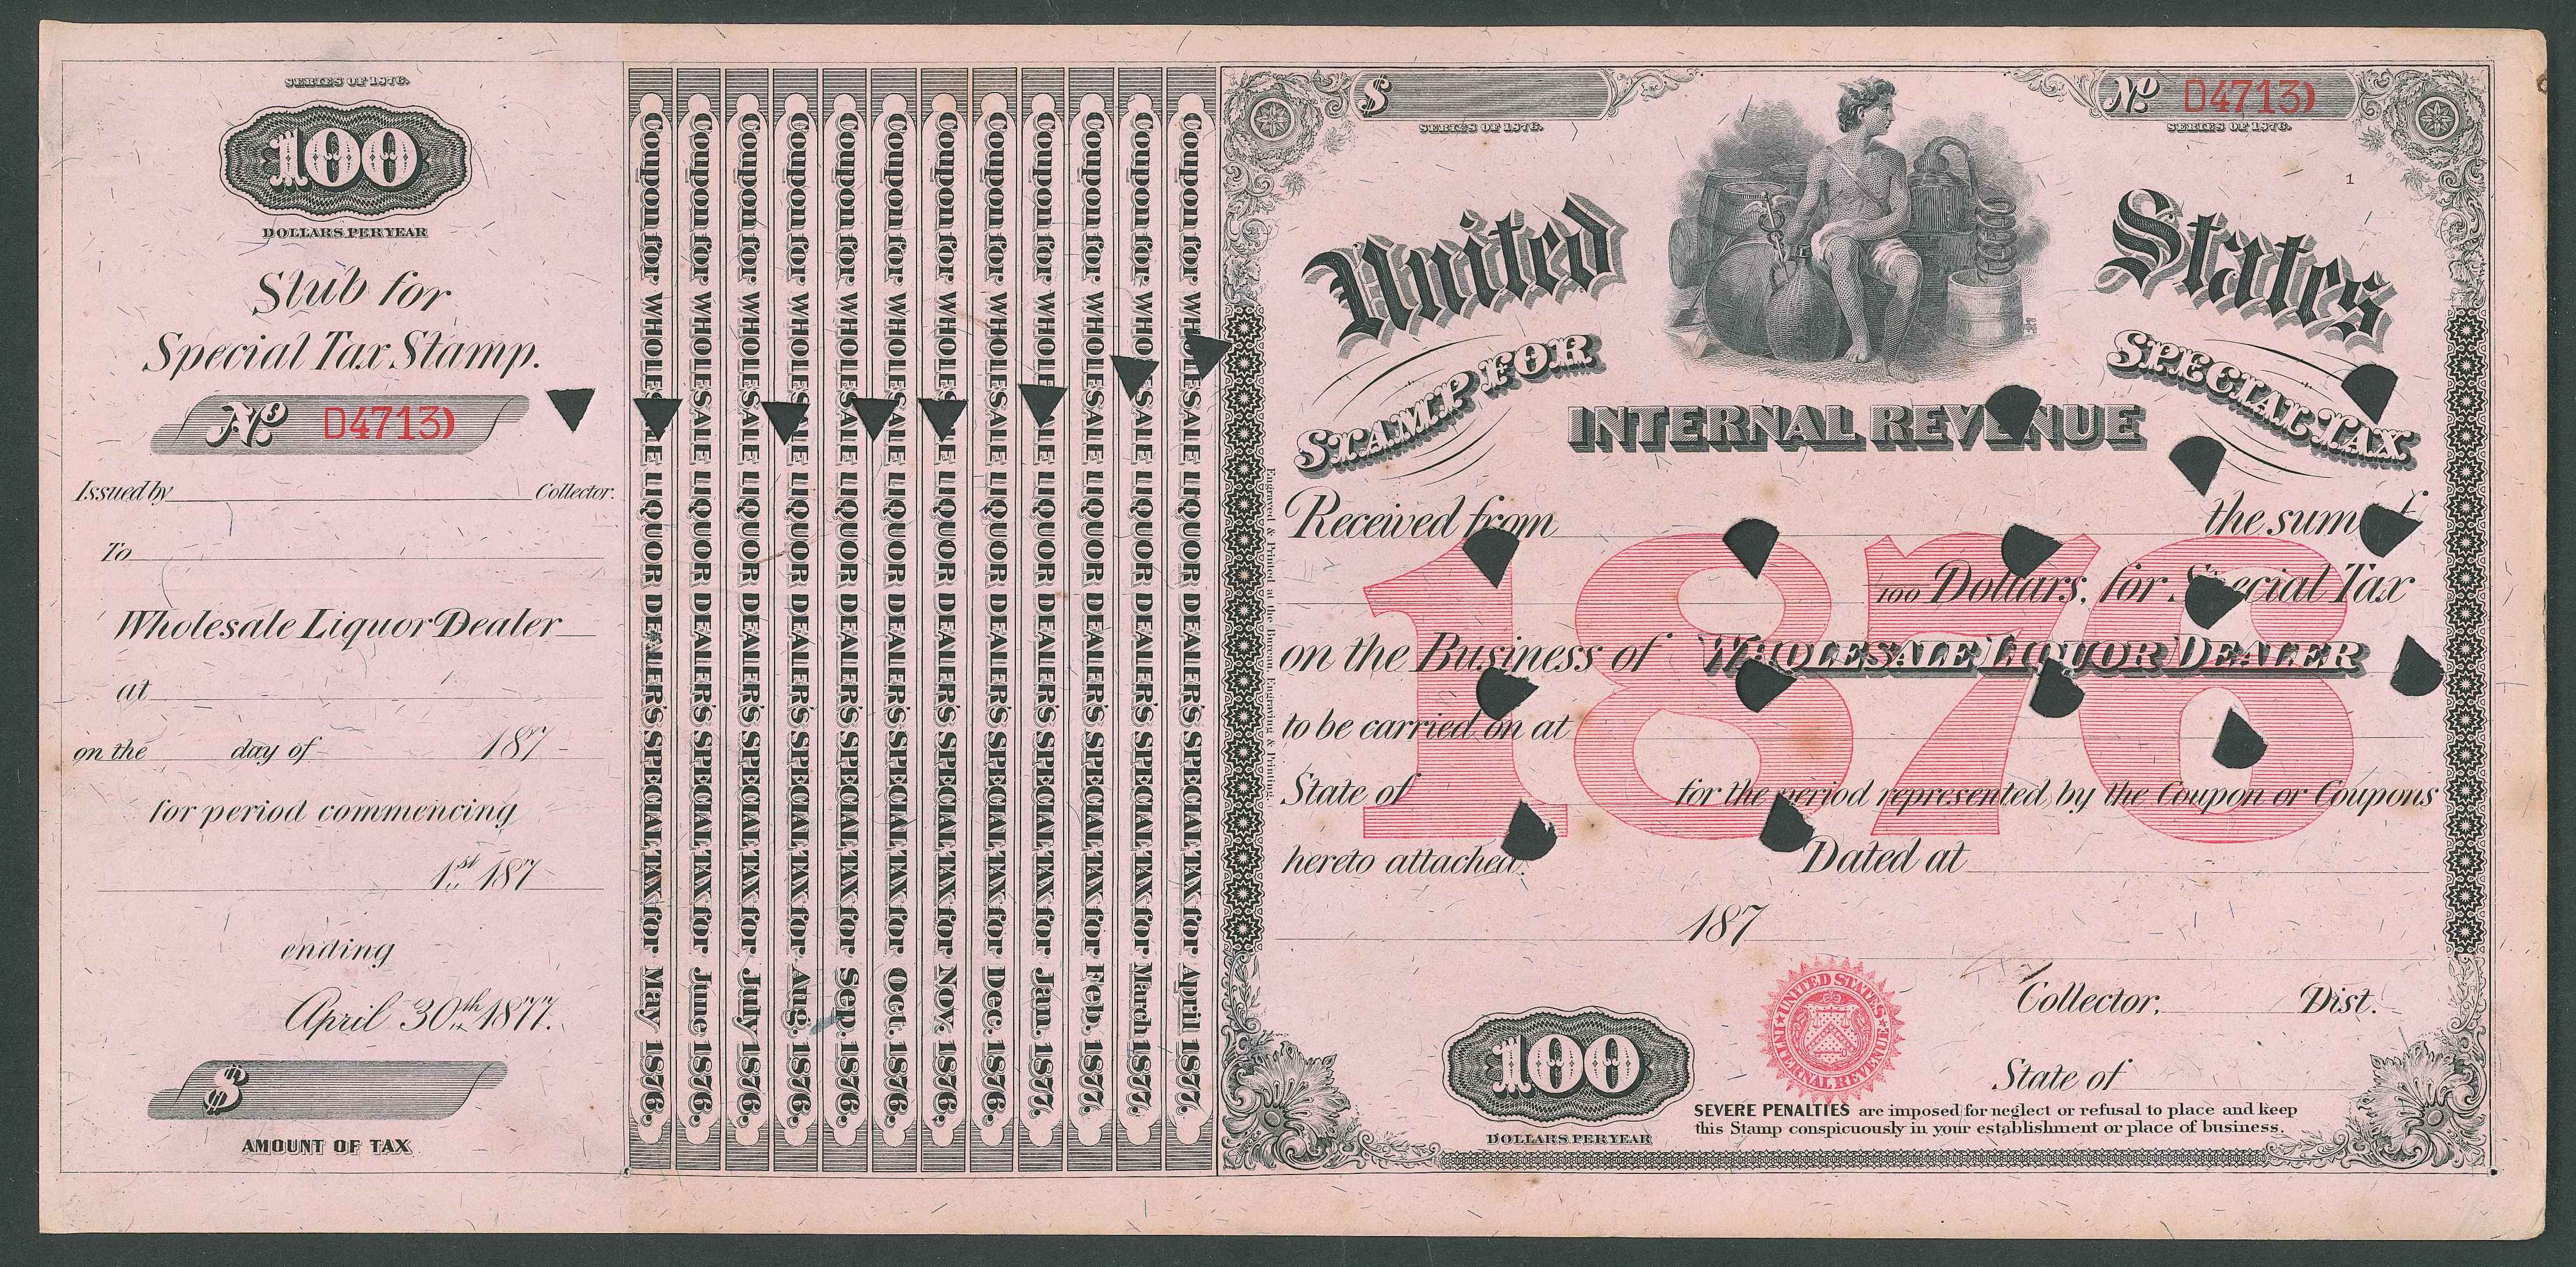 SERIES OF 1876.
100
DOLLARS PER YEAR
Stub for
Special Tax Stamp.
No. D4713)
Issued by Collector.
To
Wholesale Liquor Dealer
at
on the day of 187
for period commencing
1st 187
ending
April 30th 1877.
$
AMOUNT OF TAX
Coupon for WHOLESALE LIQUOR DEALER'S SPECIAL TAX for May 1876.
Coupon for WHOLESALE LIQUOR DEALER'S SPECIAL TAX for June 1876.
Coupon for WHOLESALE LIQUOR DEALER'S SPECIAL TAX for July 1876.
Coupon for WHOLESALE LIQUOR DEALER'S SPECIAL TAX for Aug. 1876.
Coupon for WHOLESALE LIQUOR DEALER'S SPECIAL TAX for Sep. 1876.
Coupon for WHOLESALE LIQUOR DEALER'S SPECIAL TAX for Oct. 1876.
Coupon for WHOLESALE LIQUOR DEALER'S SPECIAL TAX for Nov. 1876.
Coupon for WHOLESALE LIQUOR DEALER'S SPECIAL TAX for Dec. 1876.
Coupon for WHOLESALE LIQUOR DEALER'S SPECIAL TAX for Jan. 1877.
Coupon for WHOLESALE LIQUOR DEALER'S SPECIAL TAX for Feb. 1877.
Coupon for WHOLESALE LIQUOR DEALER'S SPECIAL TAX for March 1877.
Coupon for WHOLESALE LIQUOR DEALER'S SPECIAL TAX for April 1877.
Engraved & Printed at the Bureau, Engraving & Printing.
$
SERIES OF 1876.
No. D4713)
SERIES OF 1876.
1
United States
STAMP FOR SPECIAL TAX
INTERNAL REVENUE
Received from the sum of
1876
100 Dollars, for Special Tax
on the Business of WHOLESALE LIQUOR DEALER
to be carried on at
State of for the period represented by the Coupon or Coupons
hereto attached. Dated at
187
Collector, Dist.
State of
UNITED STATES INTERNAL REVENUE
100
DOLLARS PER YEAR
SEVERE PENALTIES are imposed for neglect or refusal to place and keep
this Stamp conspicuously in your establishment or place of business.